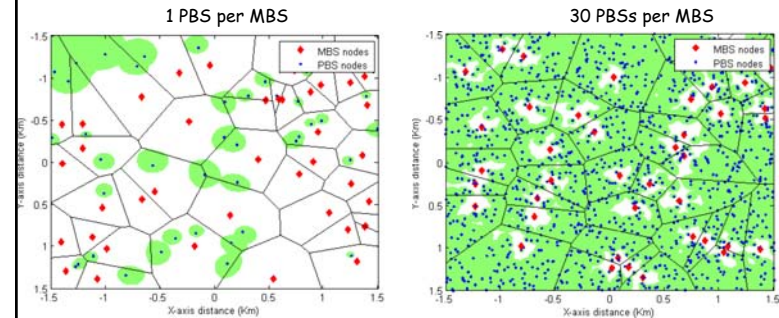 1 PBS per MBS
30 PBSs per MBS
MBS nodes
PBS nodes
-1.5
-1
-0.5
0
0.5
1
1.5
Y-axis distance (Km)
-1.5 -1 -0.5 0 0.5 1 1.5
X-axis distance (Km)
MBS nodes
PBS nodes
-1.5
-1
-0.5
0
0.5
1
1.5
Y-axis distance (Km)
-1.5 -1 -0.5 0 0.5 1 1.5
X-axis distance (Km)